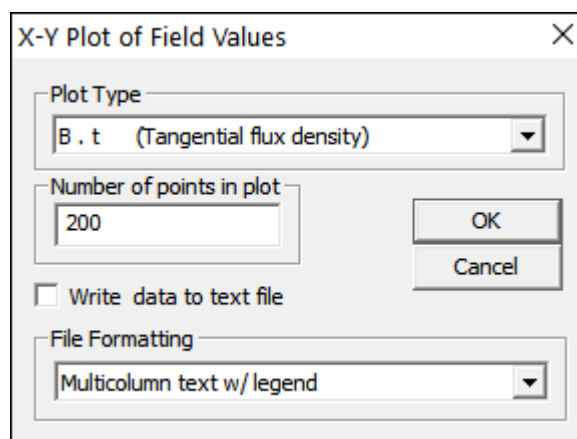 X-Y Plot of Field Values
Plot Type
B . t (Tangential flux density)
Number of points in plot
200
OK
Cancel
Write data to text file
File Formatting
Multicolumn text w/ legend